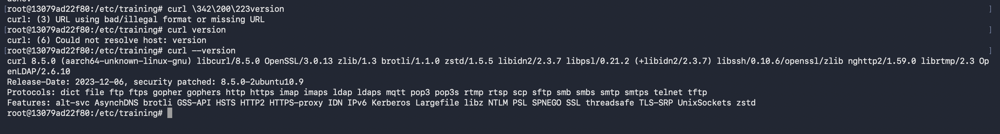 [root@13079ad22f80:/etc/training# curl \342\200\223version ]
curl: (3) URL using bad/illegal format or missing URL
[root@13079ad22f80:/etc/training# curl version ]
curl: (6) Could not resolve host: version
[root@13079ad22f80:/etc/training# curl --version ]
curl 8.5.0 (aarch64-unknown-linux-gnu) libcurl/8.5.0 OpenSSL/3.0.13 zlib/1.3 brotli/1.1.0 zstd/1.5.5 libidn2/2.3.7 libpsl/0.21.2 (+libidn2/2.3.7) libssh/0.10.6/openssl/zlib nghttp2/1.59.0 librtmp/2.3 Op
enLDAP/2.6.10
Release-Date: 2023-12-06, security patched: 8.5.0-2ubuntu10.9
Protocols: dict file ftp ftps gopher gophers http https imap imaps ldap ldaps mqtt pop3 pop3s rtmp rtsp scp sftp smb smbs smtp smtps telnet tftp
Features: alt-svc AsynchDNS brotli GSS-API HSTS HTTP2 HTTPS-proxy IDN IPv6 Kerberos Largefile libz NTLM PSL SPNEGO SSL threadsafe TLS-SRP UnixSockets zstd
root@13079ad22f80:/etc/training#